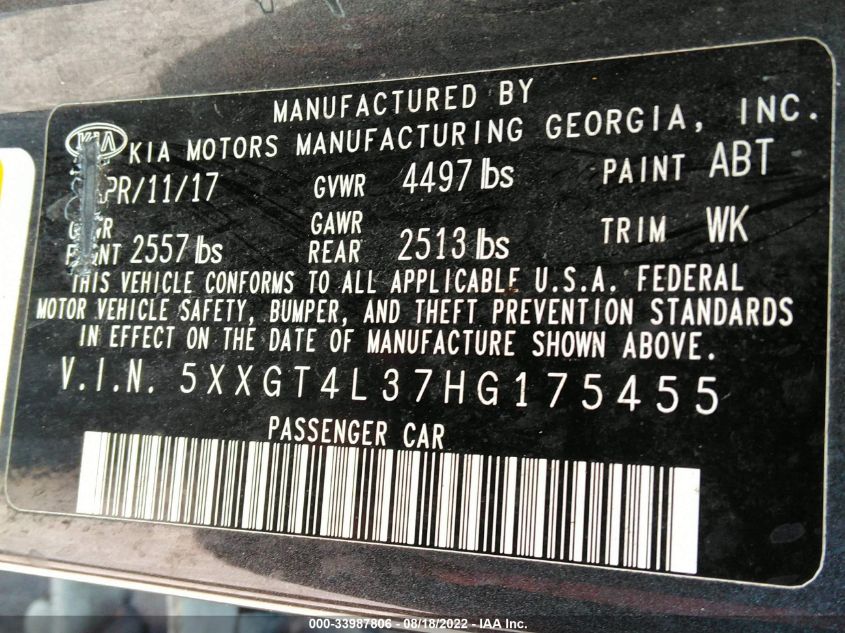 MANUFACTURED BY
KIA KIA MOTORS MANUFACTURING GEORGIA, INC.
PR/11/17 GVWR 4497 lbs PAINT ABT
GAWR
2557 lbs REAR 2513 lbs TRIM WK
THIS VEHICLE CONFORMS TO ALL APPLICABLE U.S.A. FEDERAL
MOTOR VEHICLE SAFETY, BUMPER, AND THEFT PREVENTION STANDARDS
IN EFFECT ON THE DATE OF MANUFACTURE SHOWN ABOVE.
V.I.N. 5XXGT4L37HG175455
PASSENGER CAR
000-33987806 - 08/18/2022 - IAA Inc.